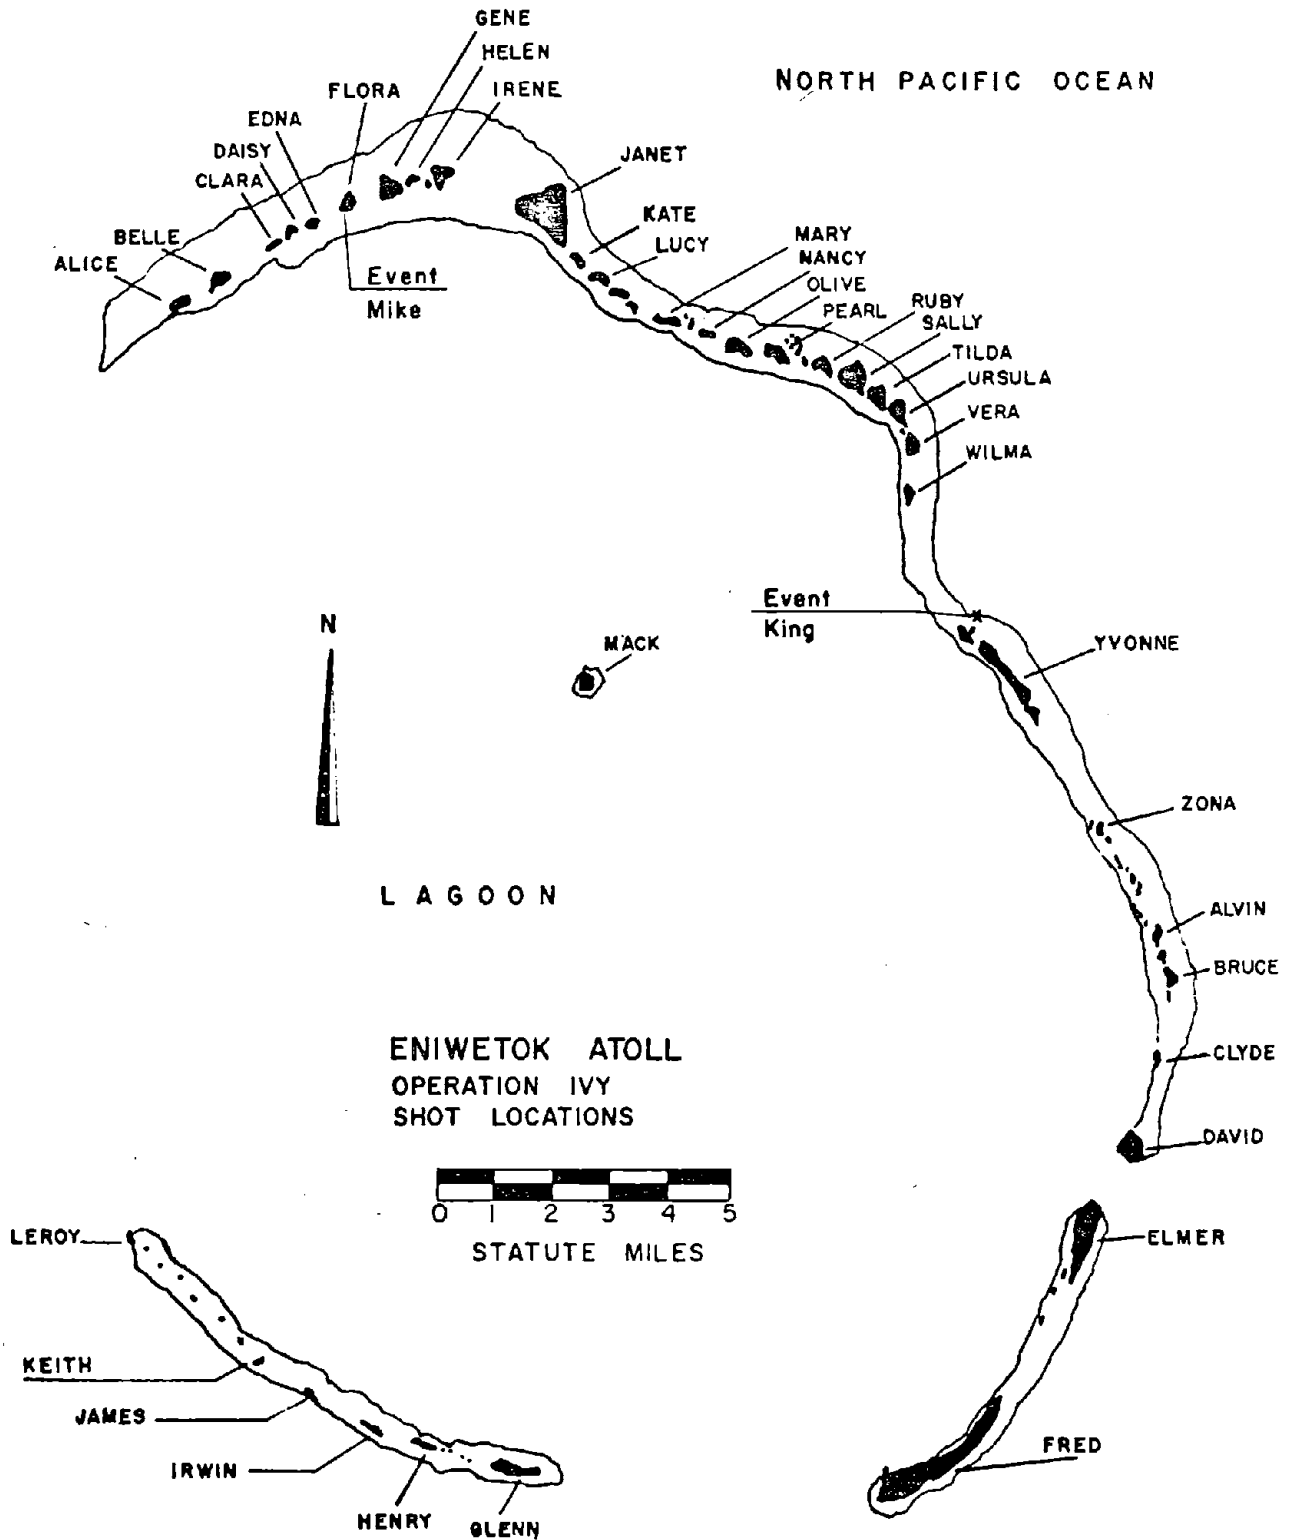 GENE
HELEN
NORTH PACIFIC OCEAN
FLORA
IRENE
EDNA
DAISY
JANET
CLARA
KATE
BELLE
MARY
LUCY
NANCY
ALICE
Event
Mike
OLIVE
RUBY
PEARL
SALLY
TILDA
URSULA
VERA
WILMA
Event
King
N
MACK
YVONNE
ZONA
LAGOON
ALVIN
BRUCE
ENIWETOK ATOLL
OPERATION IVY
SHOT LOCATIONS
CLYDE
DAVID
0 1 2 3 4 5
STATUTE MILES
LEROY
ELMER
KEITH
JAMES
FRED
IRWIN
HENRY
GLENN